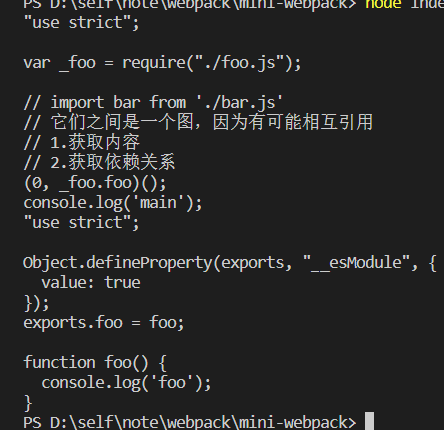 PS D:\self\note\webpack\mini-webpack> node inde
"use strict";

var _foo = require("./foo.js");

// import bar from './bar.js'
// 它们之间是一个图，因为有可能相互引用
// 1.获取内容
// 2.获取依赖关系
(0, _foo.foo)();
console.log('main');
"use strict";

Object.defineProperty(exports, "__esModule", {
  value: true
});
exports.foo = foo;

function foo() {
  console.log('foo');
}
PS D:\self\note\webpack\mini-webpack>